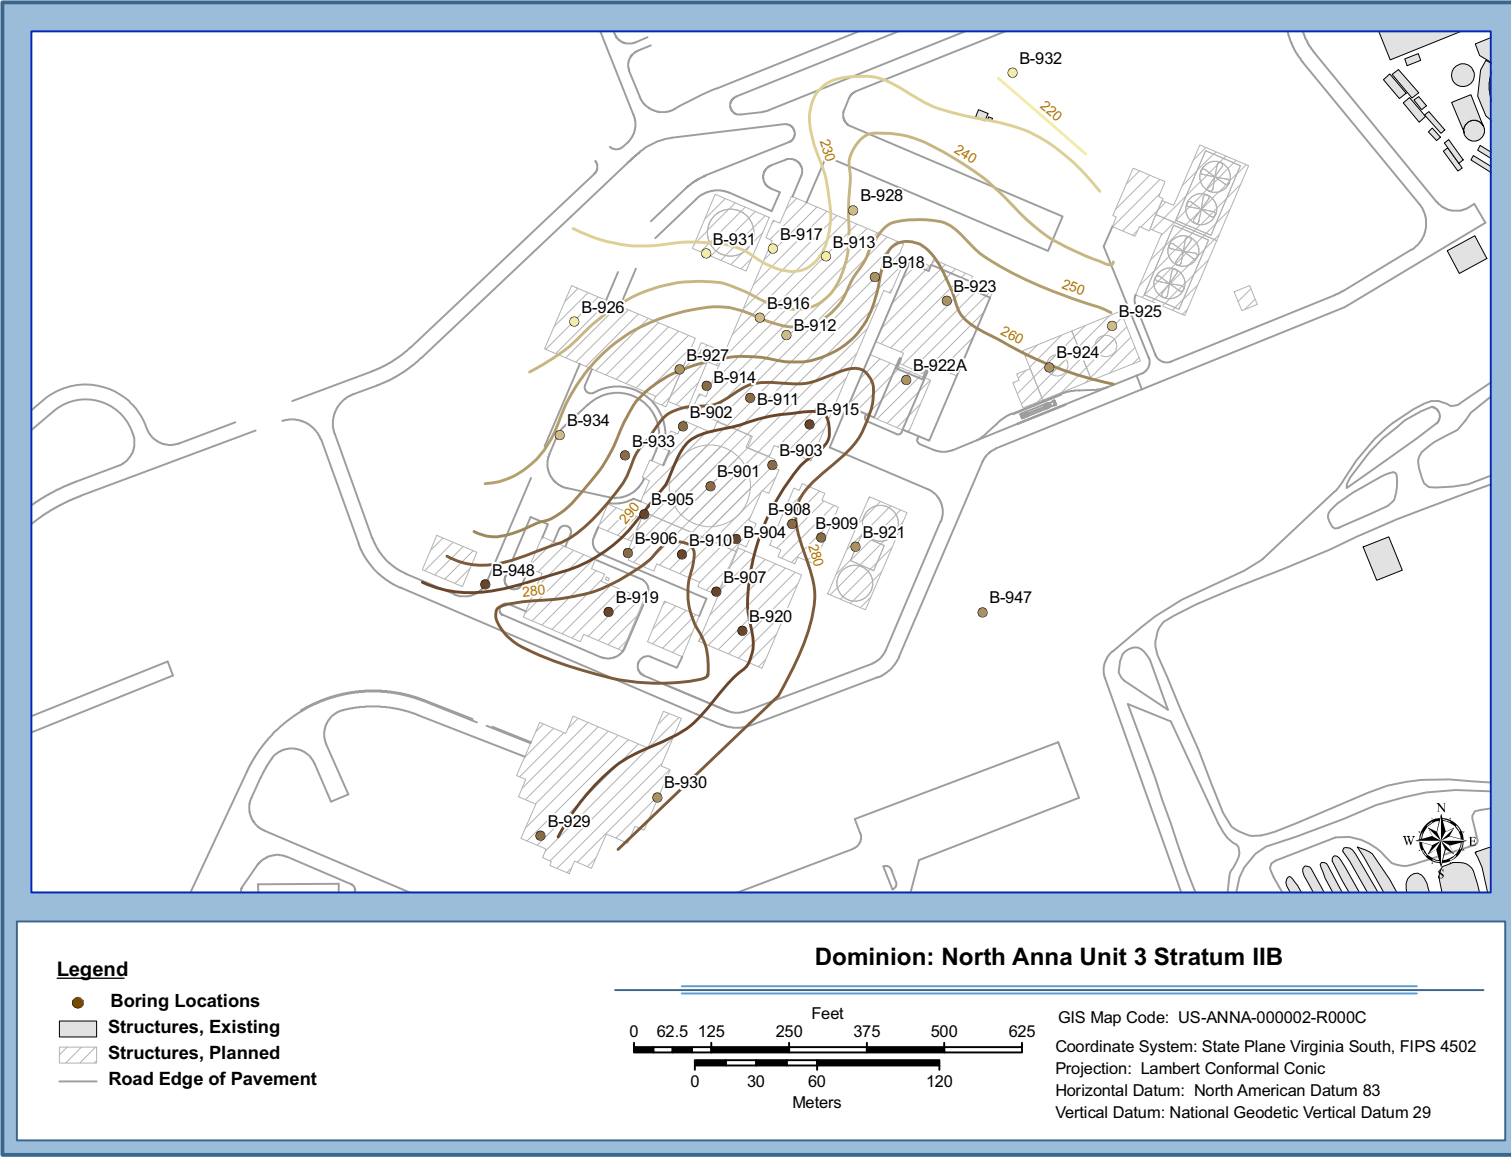 B-932
220
230
240
B-928
B-931
B-917
B-913
B-918
B-923
250
B-926
B-916
B-925
B-912
260
B-927
B-924
B-914
B-922A
B-911
B-902
B-915
B-934
B-933
B-903
B-901
B-905
290
B-908
B-909
B-906
B-910
B-904
B-921
280
B-948
280
B-907
B-919
B-947
B-920
B-930
B-929
N
W
E
S
Dominion: North Anna Unit 3 Stratum IIB
Legend
Boring Locations
Structures, Existing
Structures, Planned
Road Edge of Pavement
Feet
0 62.5 125 250 375 500 625
0 30 60 120
Meters
GIS Map Code: US-ANNA-000002-R000C
Coordinate System: State Plane Virginia South, FIPS 4502
Projection: Lambert Conformal Conic
Horizontal Datum: North American Datum 83
Vertical Datum: National Geodetic Vertical Datum 29